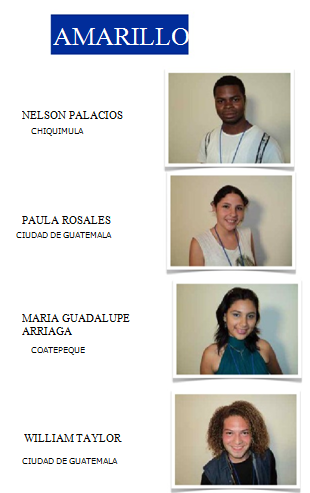 AMARILLO
NELSON PALACIOS
CHIQUIMULA
PAULA ROSALES
CIUDAD DE GUATEMALA
MARIA GUADALUPE
ARRIAGA
COATEPEQUE
WILLIAM TAYLOR
CIUDAD DE GUATEMALA